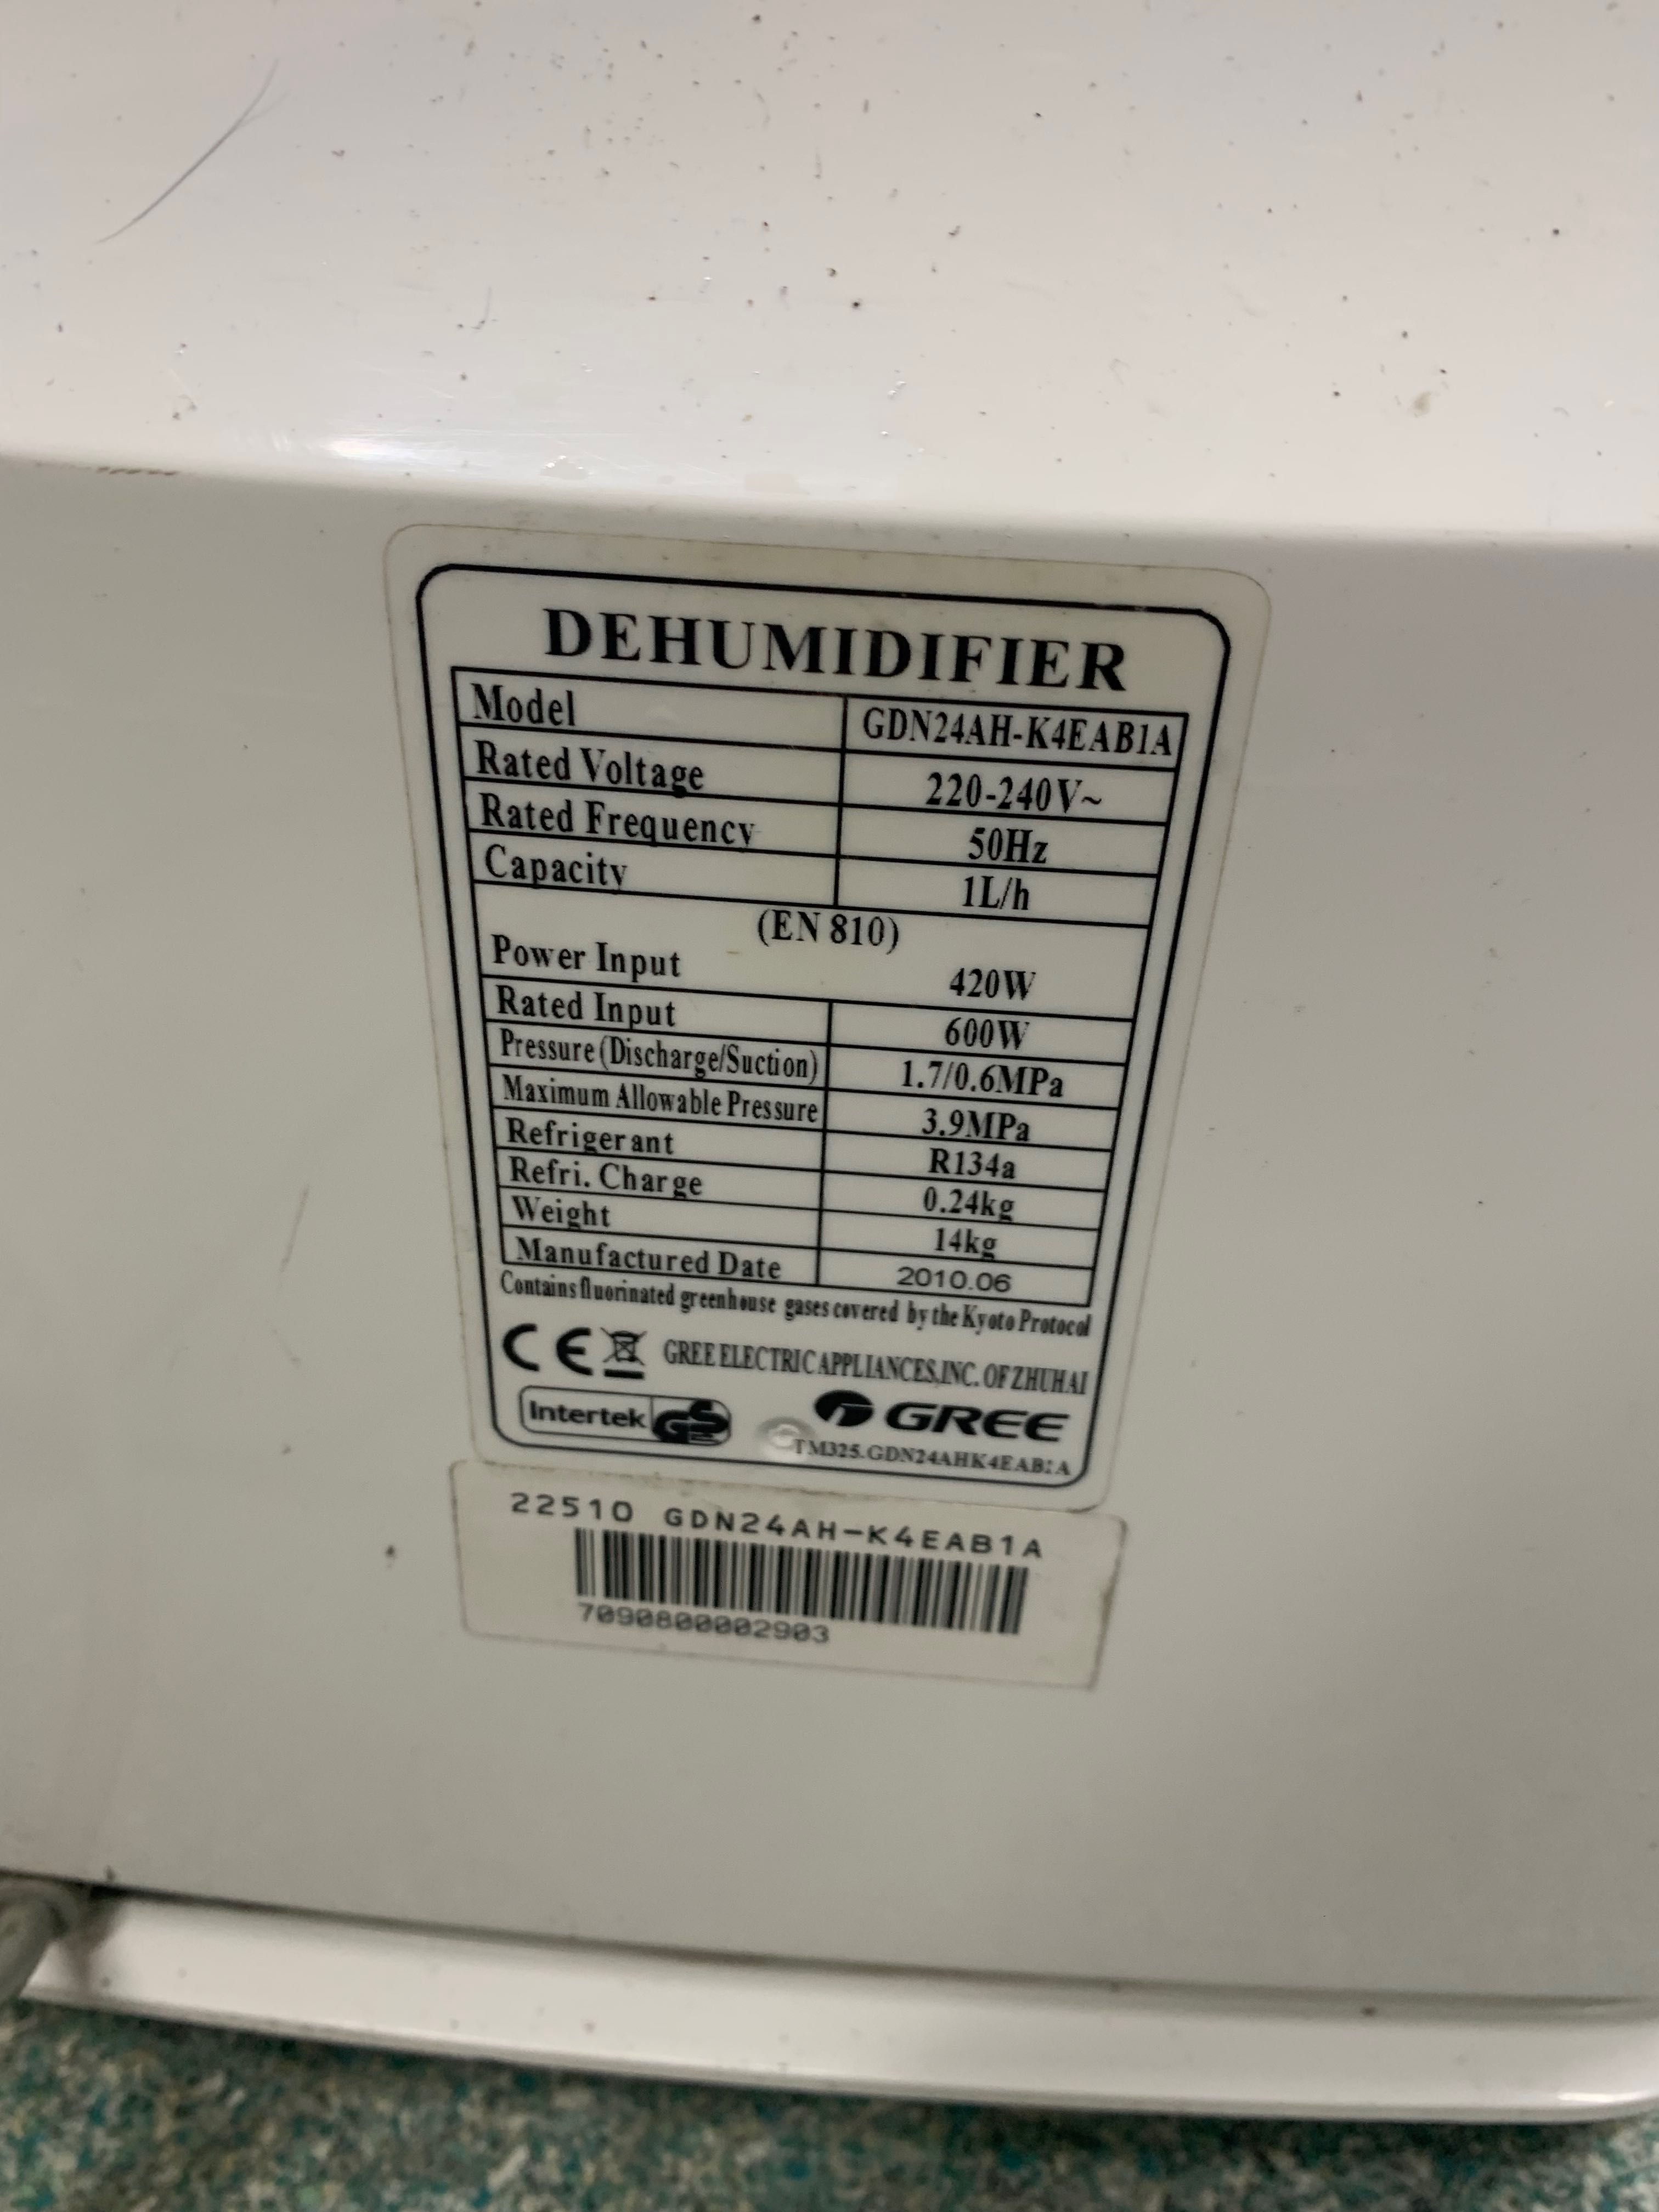 DEHUMIDIFIER
Model GDN24AH-K4EAB1A
Rated Voltage 220-240V~
Rated Frequency 50Hz
Capacity 1L/h
(EN 810)
Power Input 420W
Rated Input 600W
Pressure (Discharge/Suction) 1.7/0.6MPa
Maximum Allowable Pressure 3.9MPa
Refrigerant R134a
Refri. Charge 0.24kg
Weight 14kg
Manufactured Date 2010.06
Contains fluorinated greenhouse gases covered by the Kyoto Protocol
CE GREE ELECTRIC APPLIANCES,INC. OF ZHUHAI
Intertek GS GREE
TM325.GDN24AHK4EAB1A
22510 GDN24AH-K4EAB1A
7090800002903